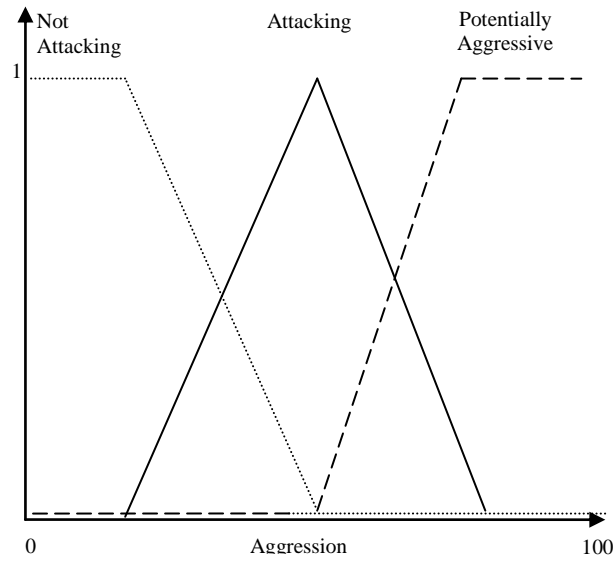 Not
Attacking
Attacking
Potentially
Aggressive
1
0
Aggression
100